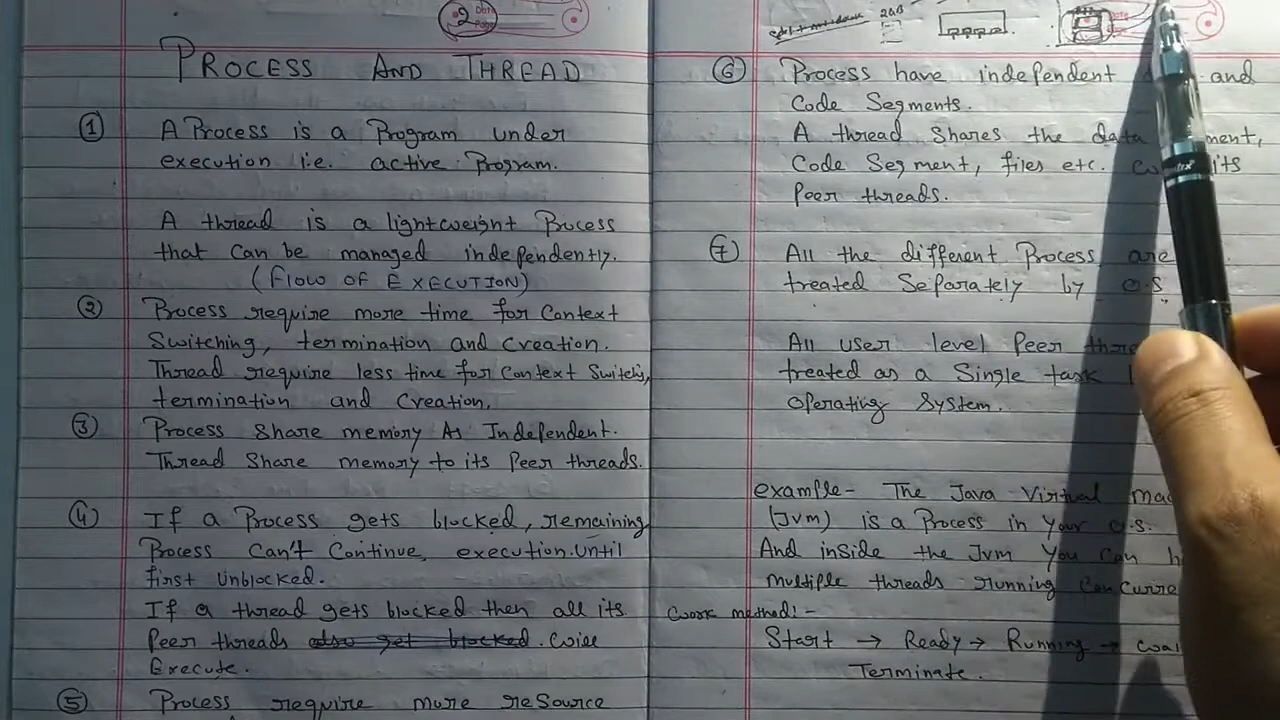 2
PROCESS AND THREAD
① A Process is a Program under
execution i.e. active Program.
A thread is a lightweight Process
that can be managed independently.
(Flow OF EXECUTION)
② Process require more time for Context
Switching, termination and Creation.
Thread require less time for Context Switch,
termination and Creation.
③ Process Share memory As Independent.
Thread Share memory to its Peer threads.
④ If a Process gets blocked, remaining
Process Can't Continue, execution Until
first Unblocked.
If a thread gets blocked then all its
Peer threads also get blocked. Will
Execute.
⑤ Process require more reSource
2GB
⑥ Process have independent and
Code Segments.
A thread Shares the data ment,
Code Segment, files etc. its
Peer threads.
⑦ All the different Process are
treated Separately by O.S.
All user level Peer
treated as a Single task
Operating System.
example- The Java Virtual
(JVM) is a Process in Your O.S.
And inside the JVM You Can
multiple threads running
Work method:-
Start → Ready → Running →
Terminate.